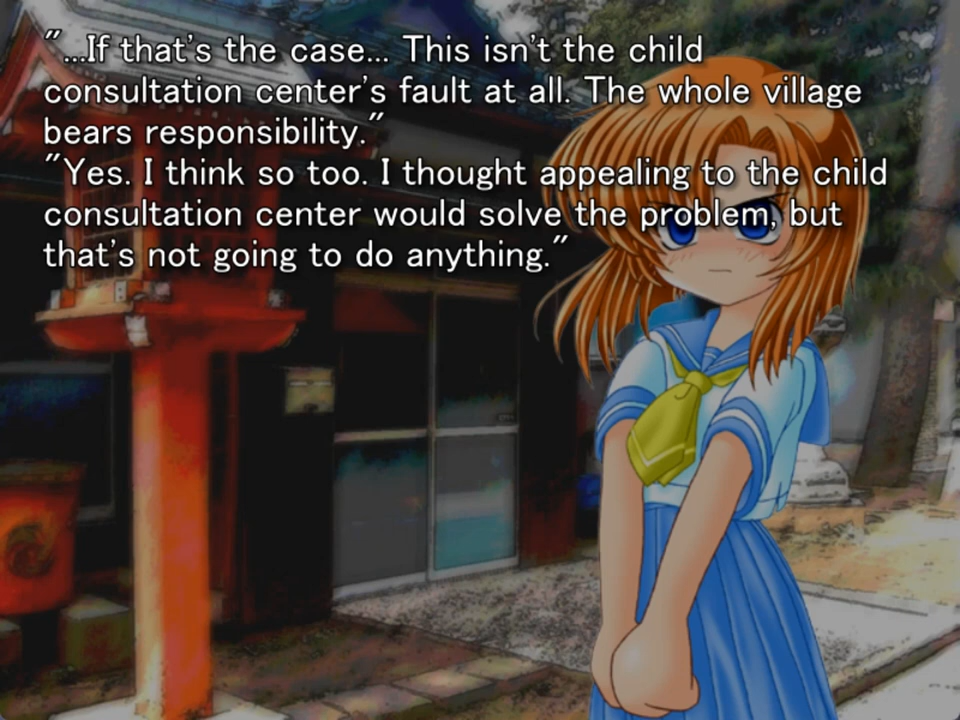 "...If that's the case... This isn't the child
consultation center's fault at all. The whole village
bears responsibility."
"Yes. I think so too. I thought appealing to the child
consultation center would solve the problem, but
that's not going to do anything."